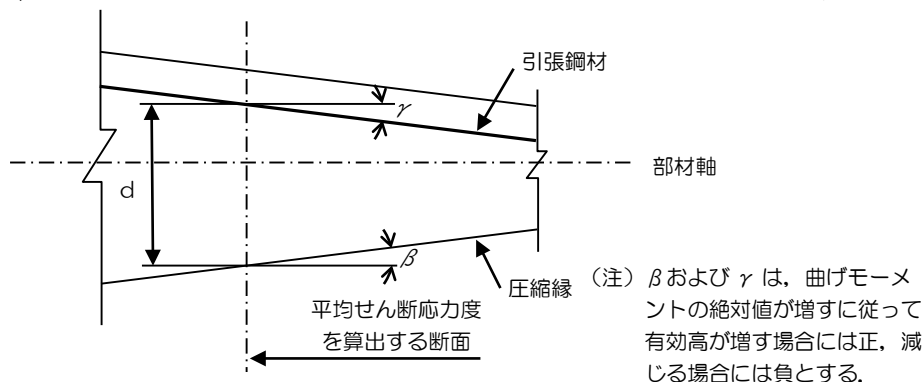 引張鋼材
γ
部材軸
d
β
圧縮縁
平均せん断応力度
を算出する断面
（注）βおよび γ は，曲げモーメ
ントの絶対値が増すに従って
有効高が増す場合には正，減
じる場合には負とする．